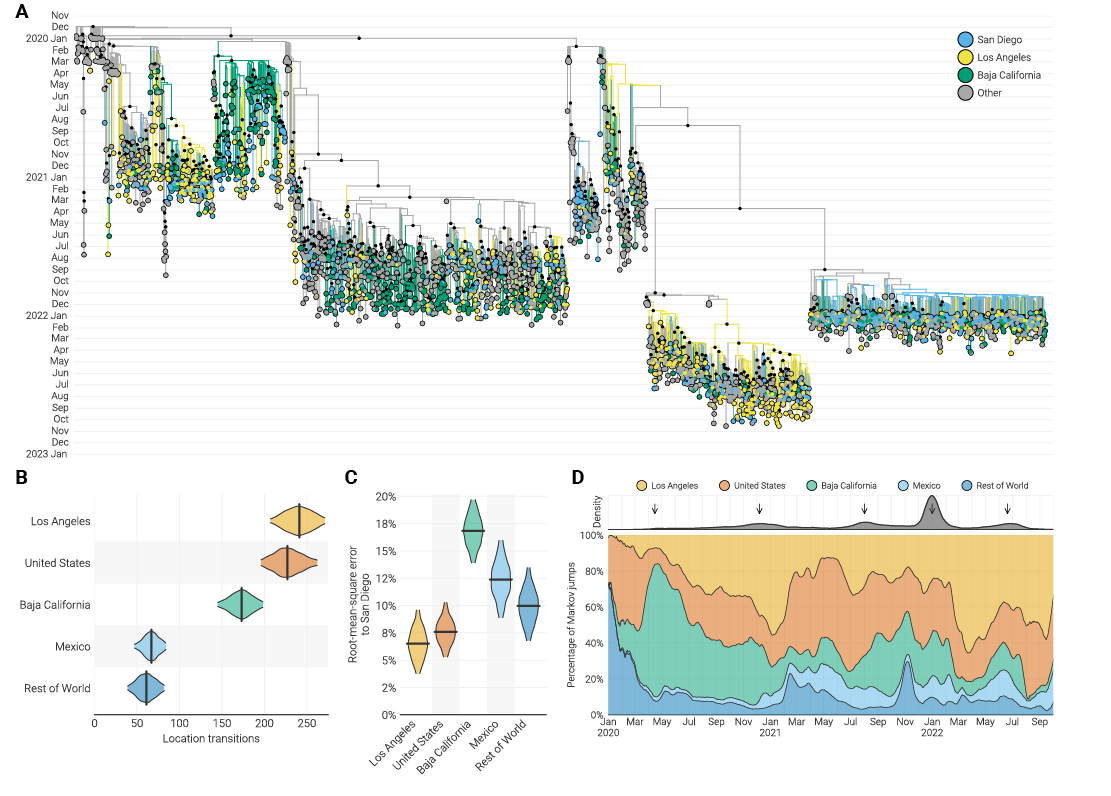 A
Nov
Dec
2020 Jan
Feb
Mar
Apr
May
Jun
Jul
Aug
Sep
Oct
Nov
Dec
2021 Jan
Feb
Mar
Apr
May
Jun
Jul
Aug
Sep
Oct
Nov
Dec
2022 Jan
Feb
Mar
Apr
May
Jun
Jul
Aug
Sep
Oct
Nov
Dec
2023 Jan
San Diego
Los Angeles
Baja California
Other
B
Los Angeles
United States
Baja California
Mexico
Rest of World
0 50 100 150 200 250
Location transitions
C
Root-mean-square error
to San Diego
20%
18%
15%
12%
10%
8%
5%
2%
0%
Los Angeles
United States
Baja California
Mexico
Rest of World
D
Los Angeles United States Baja California Mexico Rest of World
Density
Percentage of Markov jumps
100%
80%
60%
40%
20%
0%
Jan Mar May Jul Sep Nov Jan Mar May Jul Sep Nov Jan Mar May Jul Sep
2020 2021 2022